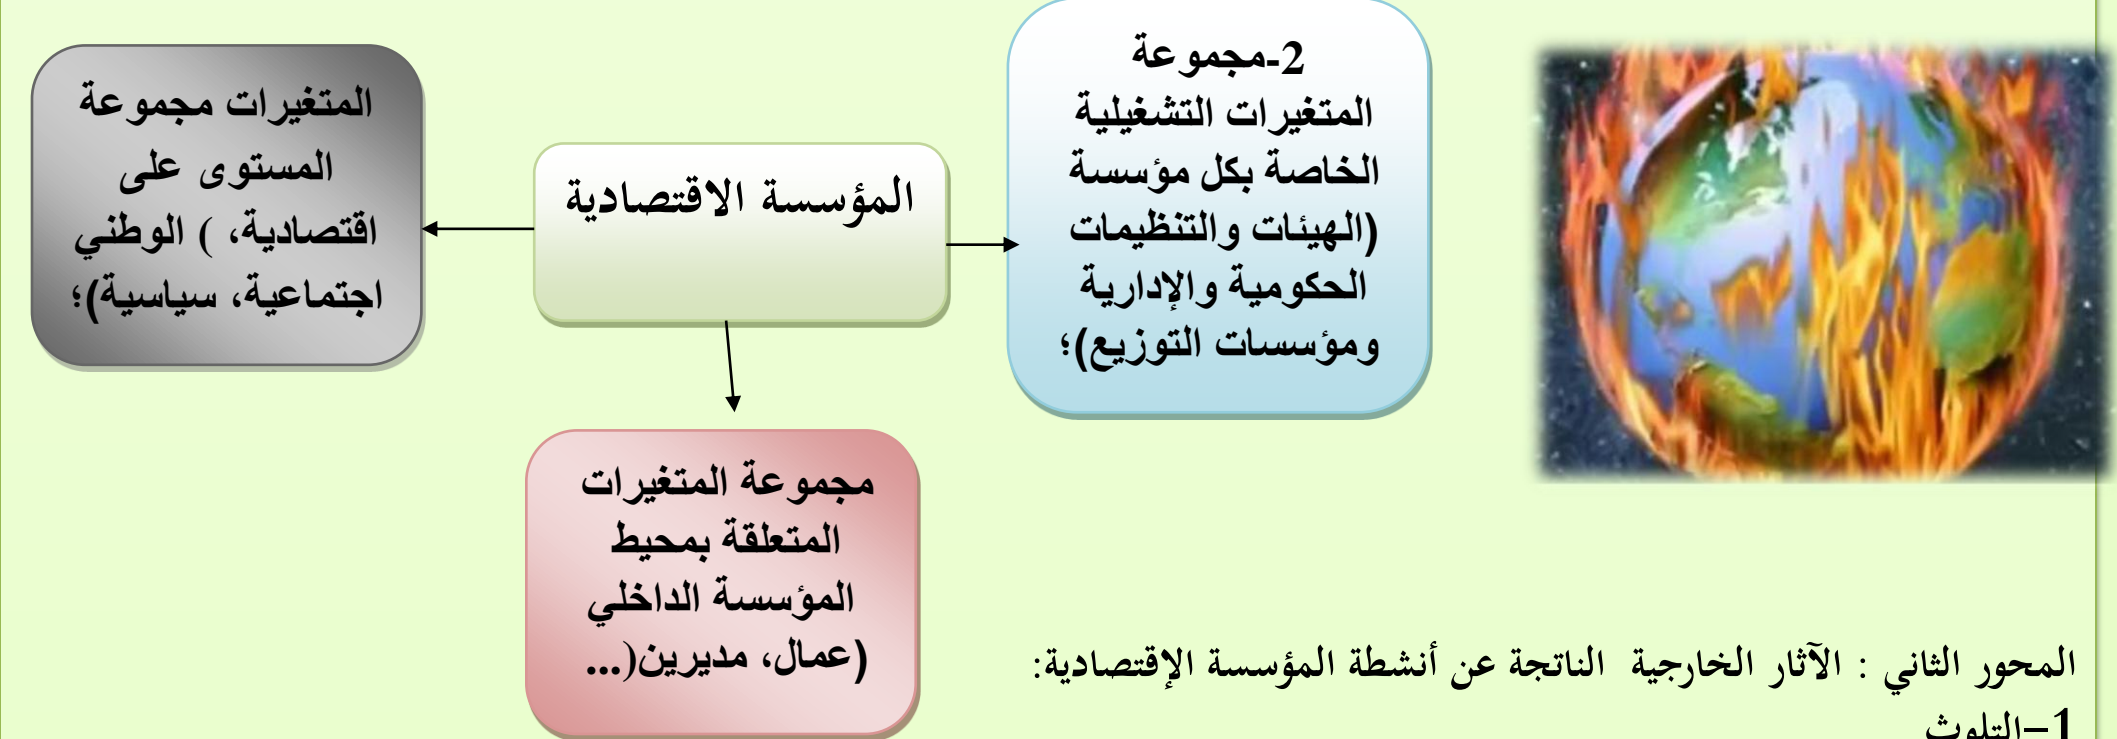 2-مجموعة
المتغيرات التشغيلية
الخاصة بكل مؤسسة
(الهيئات والتنظيمات
الحكومية والإدارية
ومؤسسات التوزيع)؛
المؤسسة الاقتصادية
المتغيرات مجموعة
المستوى على
اقتصادية، ) الوطني
اجتماعية، سياسية)؛
مجموعة المتغيرات
المتعلقة بمحيط
المؤسسة الداخلي
(عمال، مديرين(...
المحور الثاني : الآثار الخارجية الناتجة عن أنشطة المؤسسة الإقتصادية:
1-التلوث